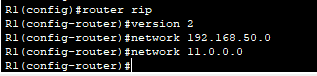 R1(config)#router rip
R1(config-router)#version 2
R1(config-router)#network 192.168.50.0
R1(config-router)#network 11.0.0.0
R1(config-router)#